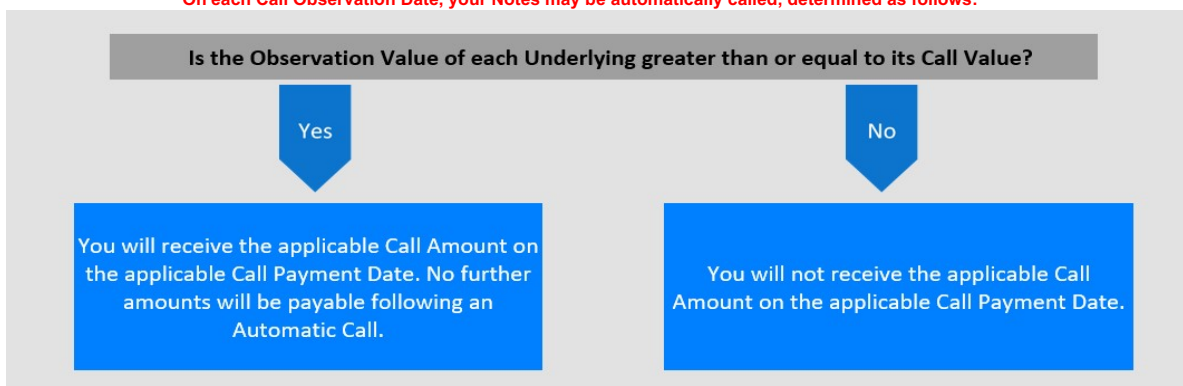 On each Call Observation Date, your Notes may be automatically called, determined as follows:
Is the Observation Value of each Underlying greater than or equal to its Call Value?
Yes
No
You will receive the applicable Call Amount on
the applicable Call Payment Date. No further
amounts will be payable following an
Automatic Call.
You will not receive the applicable Call
Amount on the applicable Call Payment Date.